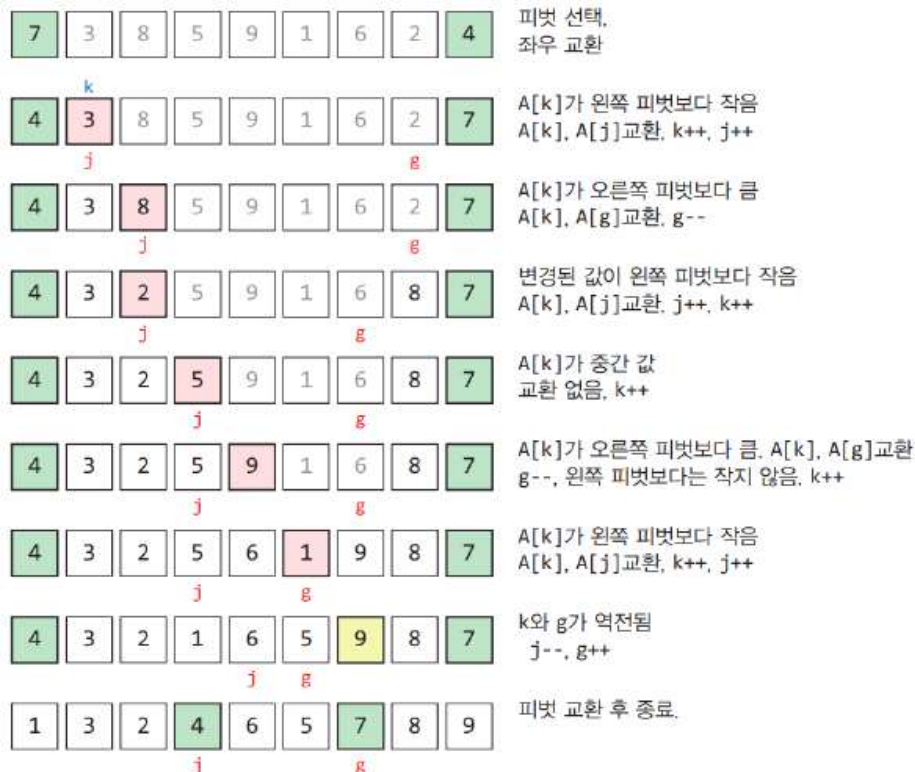 7 3 8 5 9 1 6 2 4
피벗 선택,
좌우 교환
k
4 3 8 5 9 1 6 2 7
j g
A[k]가 왼쪽 피벗보다 작음
A[k], A[j]교환, k++, j++
4 3 8 5 9 1 6 2 7
j g
A[k]가 오른쪽 피벗보다 큼
A[k], A[g]교환, g--
4 3 2 5 9 1 6 8 7
j g
변경된 값이 왼쪽 피벗보다 작음
A[k], A[j]교환, j++, k++
4 3 2 5 9 1 6 8 7
j g
A[k]가 중간 값
교환 없음, k++
4 3 2 5 9 1 6 8 7
j g
A[k]가 오른쪽 피벗보다 큼. A[k], A[g]교환
g--, 왼쪽 피벗보다는 작지 않음, k++
4 3 2 5 6 1 9 8 7
j g
A[k]가 왼쪽 피벗보다 작음
A[k], A[j]교환, k++, j++
4 3 2 1 6 5 9 8 7
j g
k와 g가 역전됨
j--, g++
1 3 2 4 6 5 7 8 9
j g
피벗 교환 후 종료.